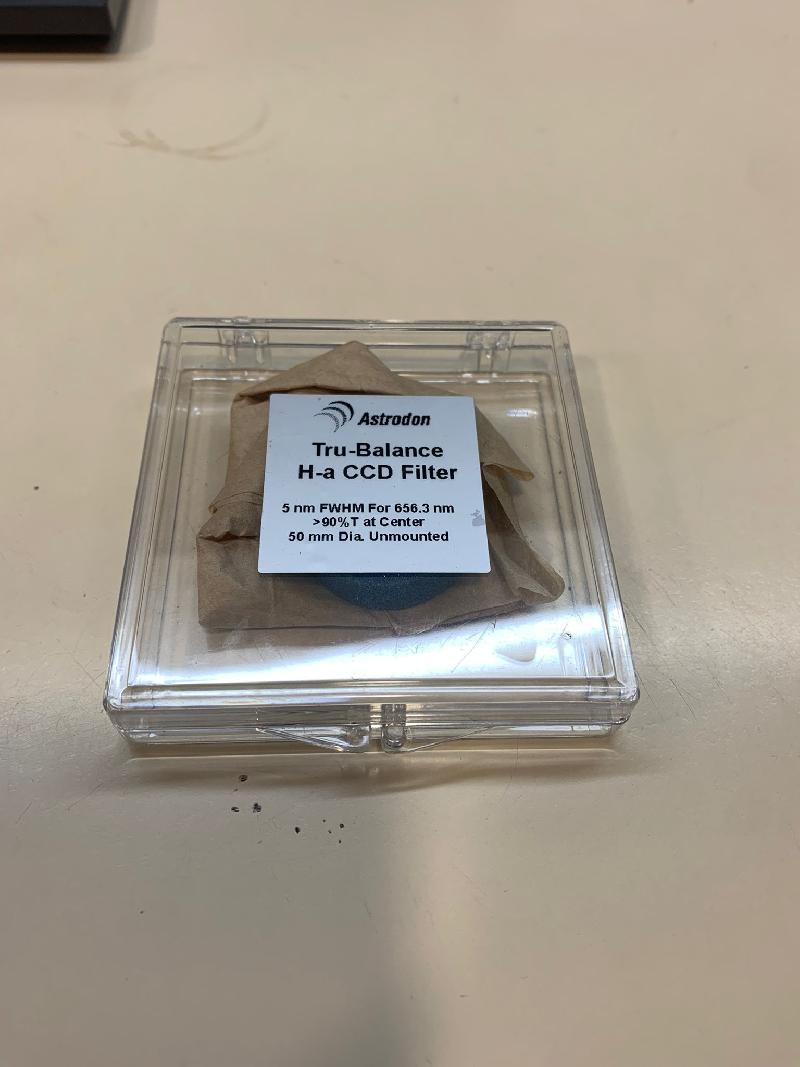 Astrodon
Tru-Balance
H-a CCD Filter
5 nm FWHM For 656.3 nm
>90%T at Center
50 mm Dia. Unmounted